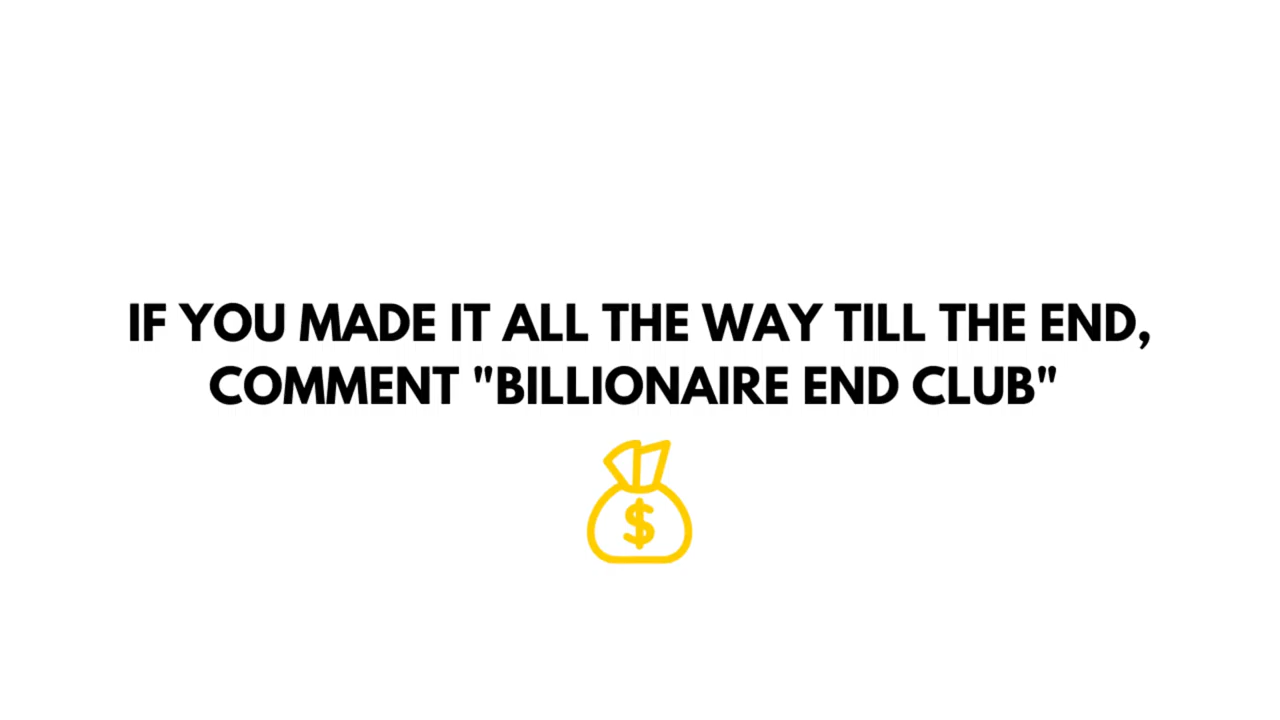 IF YOU MADE IT ALL THE WAY TILL THE END,
COMMENT "BILLIONAIRE END CLUB"
$